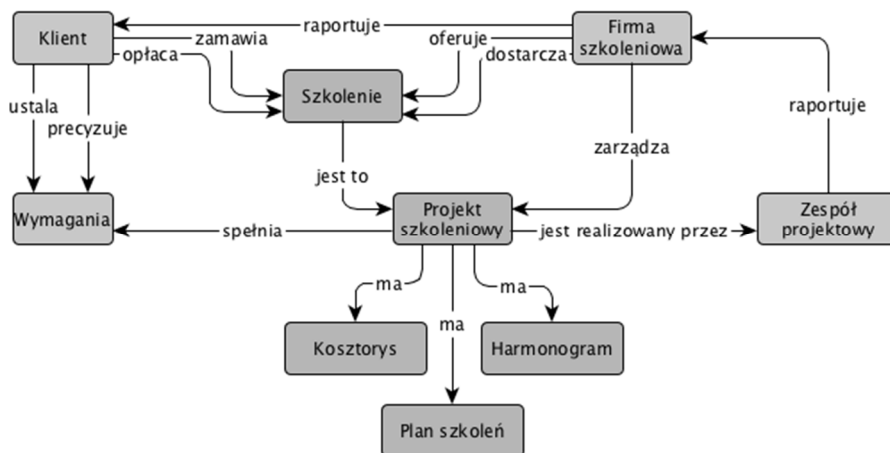 Klient
raportuje
Firma
szkoleniowa
zamawia
oferuje
opłaca
dostarcza
Szkolenie
ustala
precyzuje
raportuje
zarządza
jest to
Wymagania
spełnia
Projekt
szkoleniowy
jest realizowany przez
Zespół
projektowy
ma
ma
ma
Kosztorys
Harmonogram
Plan szkoleń